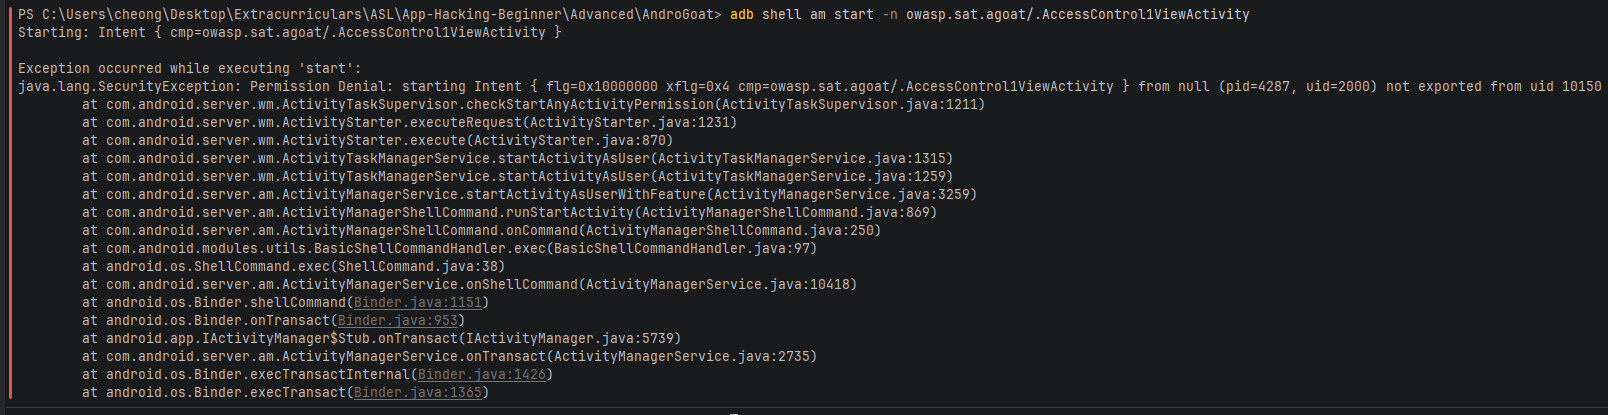 PS C:\Users\cheong\Desktop\Extracurriculars\ASL\App-Hacking-Beginner\Advanced\AndroGoat> adb shell am start -n owasp.sat.agoat/.AccessControl1ViewActivity
Starting: Intent { cmp=owasp.sat.agoat/.AccessControl1ViewActivity }

Exception occurred while executing 'start':
java.lang.SecurityException: Permission Denial: starting Intent { flg=0x10000000 xflg=0x4 cmp=owasp.sat.agoat/.AccessControl1ViewActivity } from null (pid=4287, uid=2000) not exported from uid 10150
        at com.android.server.wm.ActivityTaskSupervisor.checkStartAnyActivityPermission(ActivityTaskSupervisor.java:1211)
        at com.android.server.wm.ActivityStarter.executeRequest(ActivityStarter.java:1231)
        at com.android.server.wm.ActivityStarter.execute(ActivityStarter.java:870)
        at com.android.server.wm.ActivityTaskManagerService.startActivityAsUser(ActivityTaskManagerService.java:1315)
        at com.android.server.wm.ActivityTaskManagerService.startActivityAsUser(ActivityTaskManagerService.java:1259)
        at com.android.server.am.ActivityManagerService.startActivityAsUserWithFeature(ActivityManagerService.java:3259)
        at com.android.server.am.ActivityManagerShellCommand.runStartActivity(ActivityManagerShellCommand.java:869)
        at com.android.server.am.ActivityManagerShellCommand.onCommand(ActivityManagerShellCommand.java:250)
        at com.android.modules.utils.BasicShellCommandHandler.exec(BasicShellCommandHandler.java:97)
        at android.os.ShellCommand.exec(ShellCommand.java:38)
        at com.android.server.am.ActivityManagerService.onShellCommand(ActivityManagerService.java:10418)
        at android.os.Binder.shellCommand(Binder.java:1151)
        at android.os.Binder.onTransact(Binder.java:953)
        at android.app.IActivityManager$Stub.onTransact(IActivityManager.java:5739)
        at com.android.server.am.ActivityManagerService.onTransact(ActivityManagerService.java:2735)
        at android.os.Binder.execTransactInternal(Binder.java:1426)
        at android.os.Binder.execTransact(Binder.java:1365)